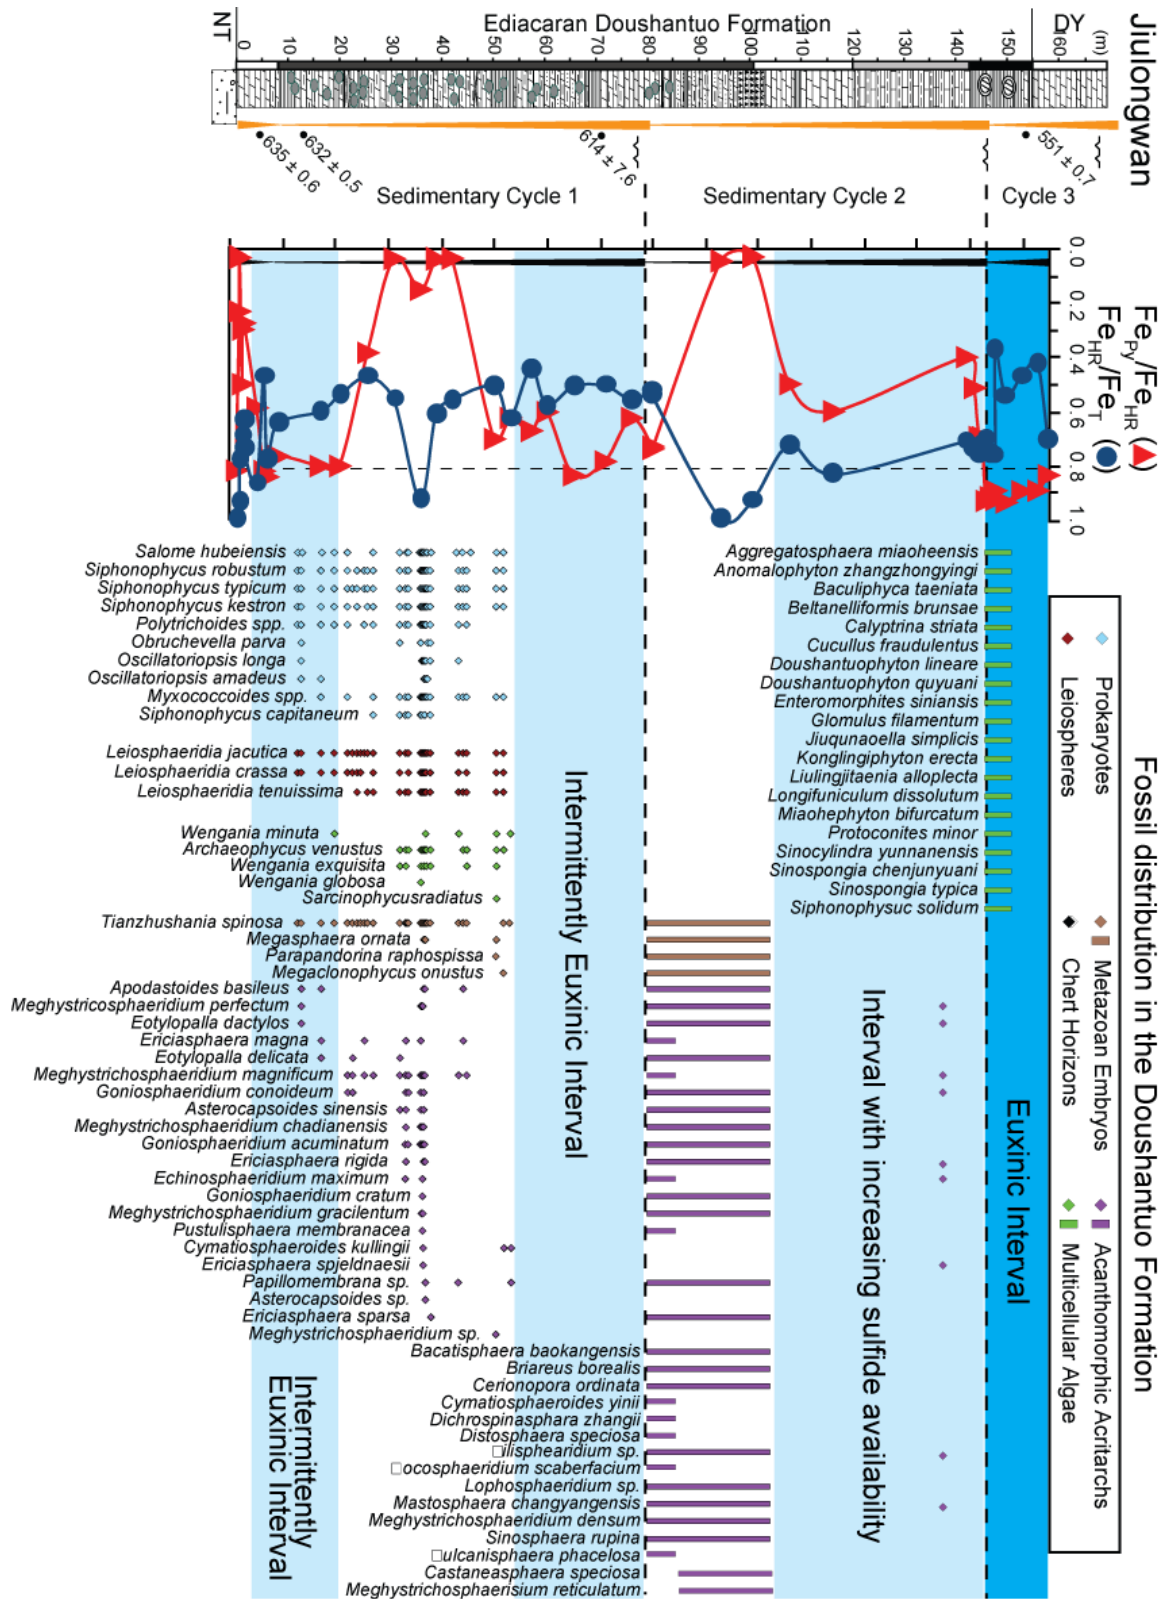 Jiulongwan
(m)
DY
Ediacaran Doushantuo Formation
NT
0
10
20
30
40
50
60
70
80
90
100
110
120
130
140
150
160
635 ± 0.6
632 ± 0.5
614 ± 7.6
551 ± 0.7
Sedimentary Cycle 1
Sedimentary Cycle 2
Cycle 3
0.0
0.2
0.4
0.6
0.8
1.0
FePy/FeHR (▲)
FeHR/FeT (●)
Fossil distribution in the Doushantuo Formation
Prokaryotes
Metazoan Embryos
Acanthomorphic Acritarchs
Leiospheres
Chert Horizons
Multicellular Algae
Euxinic Interval
Interval with increasing sulfide availability
Intermittently Euxinic Interval
Intermittently
Euxinic Interval
Salome hubeiensis
Siphonophycus robustum
Siphonophycus typicum
Siphonophycus kestron
Polytrichoides spp.
Obruchevella parva
Oscillatoriopsis longa
Oscillatoriopsis amadeus
Myxococcoides spp.
Siphonophycus capitaneum
Leiosphaeridia jacutica
Leiosphaeridia crassa
Leiosphaeridia tenuissima
Wengania minuta
Archaeophycus venustus
Wengania exquisita
Wengania globosa
Sarcinophycusradiatus
Tianzhushania spinosa
Megasphaera ornata
Parapandorina raphospissa
Megaclonophycus onustus
Apodastoides basileus
Meghystricosphaeridium perfectum
Eotylopalla dactylos
Ericiasphaera magna
Eotylopalla delicata
Meghystrichosphaeridium magnificum
Goniosphaeridium conoideum
Asterocapsoides sinensis
Meghystrichosphaeridium chadianensis
Goniosphaeridium acuminatum
Ericiasphaera rigida
Echinosphaeridium maximum
Goniosphaeridium cratum
Meghystrichosphaeridium gracilentum
Pustulisphaera membranacea
Cymatiosphaeroides kullingii
Ericiasphaera spjeldnaesii
Papillomembrana sp.
Asterocapsoides sp.
Ericiasphaera sparsa
Meghystrichosphaeridium sp.
Bacatisphaera baokangensis
Briareus borealis
Cerionopora ordinata
Cymatiosphaeroides yinii
Dichrospinasphara zhangii
Distosphaera speciosa
□ilisphearidium sp.
□ocosphaeridium scaberfacium
Lophosphaeridium sp.
Mastosphaera changyangensis
Meghystrichosphaeridium densum
Sinosphaera rupina
□ulcanisphaera phacelosa
Castaneasphaera speciosa
Meghystrichosphaerisium reticulatum
Aggregatosphaera miaoheensis
Anomalophyton zhangzhongyingi
Baculiphyca taeniata
Beltanelliformis brunsae
Calyptrina striata
Cucullus fraudulentus
Doushantuophyton lineare
Doushantuophyton quyuani
Enteromorphites siniansis
Glomulus filamentum
Jiuqunaoella simplicis
Konglingiphyton erecta
Liulingjitaenia alloplecta
Longifuniculum dissolutum
Miaohephyton bifurcatum
Protoconites minor
Sinocylindra yunnanensis
Sinospongia chenjunyuani
Sinospongia typica
Siphonophysuc solidum